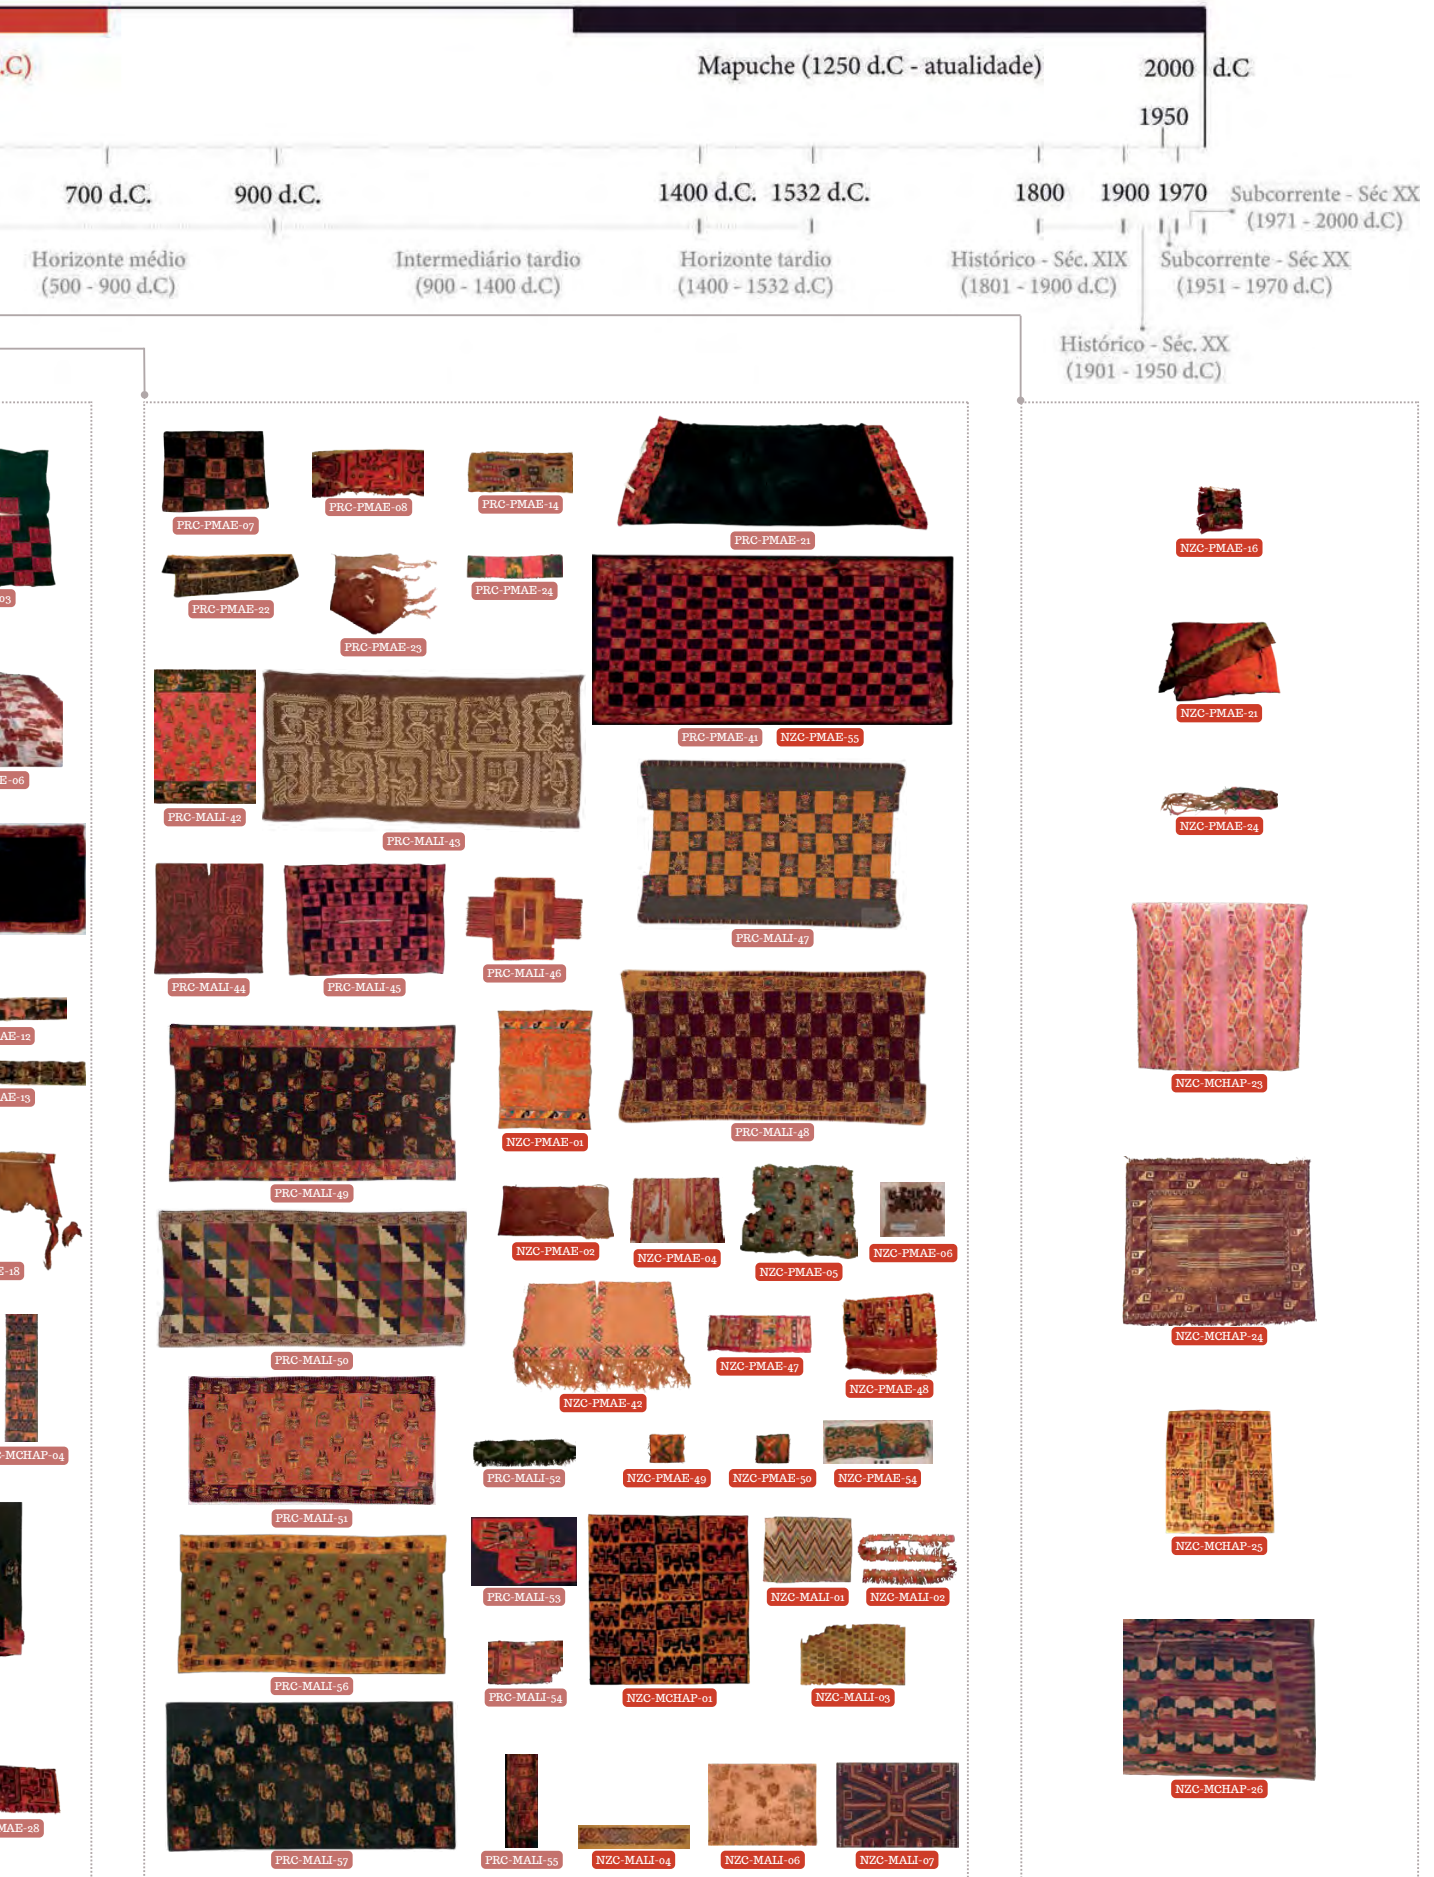 .C)
Mapuche (1250 d.C - atualidade)
2000 d.C
1950
700 d.C.
900 d.C.
1400 d.C.
1532 d.C.
1800
1900
1970
Subcorrente - Séc XX
(1971 - 2000 d.C)
Horizonte médio
(500 - 900 d.C)
Intermediário tardio
(900 - 1400 d.C)
Horizonte tardio
(1400 - 1532 d.C)
Histórico - Séc. XIX
(1801 - 1900 d.C)
Subcorrente - Séc XX
(1951 - 1970 d.C)
Histórico - Séc. XX
(1901 - 1950 d.C)
03
E-06
AE-12
AE-13
E-18
-MCHAP-04
MAE-28
PRC-PMAE-07
PRC-PMAE-08
PRC-PMAE-14
PRC-PMAE-21
PRC-PMAE-22
PRC-PMAE-23
PRC-PMAE-24
PRC-PMAE-41
NZC-PMAE-55
PRC-MALI-42
PRC-MALI-43
PRC-MALI-47
PRC-MALI-44
PRC-MALI-45
PRC-MALI-46
NZC-PMAE-01
PRC-MALI-48
PRC-MALI-49
NZC-PMAE-02
NZC-PMAE-04
NZC-PMAE-05
NZC-PMAE-06
PRC-MALI-50
NZC-PMAE-42
NZC-PMAE-47
NZC-PMAE-48
PRC-MALI-51
PRC-MALI-52
NZC-PMAE-49
NZC-PMAE-50
NZC-PMAE-54
PRC-MALI-53
NZC-MALI-01
NZC-MALI-02
PRC-MALI-56
PRC-MALI-54
NZC-MCHAP-01
NZC-MALI-03
PRC-MALI-57
PRC-MALI-55
NZC-MALI-04
NZC-MALI-06
NZC-MALI-07
NZC-PMAE-16
NZC-PMAE-21
NZC-PMAE-24
NZC-MCHAP-23
NZC-MCHAP-24
NZC-MCHAP-25
NZC-MCHAP-26